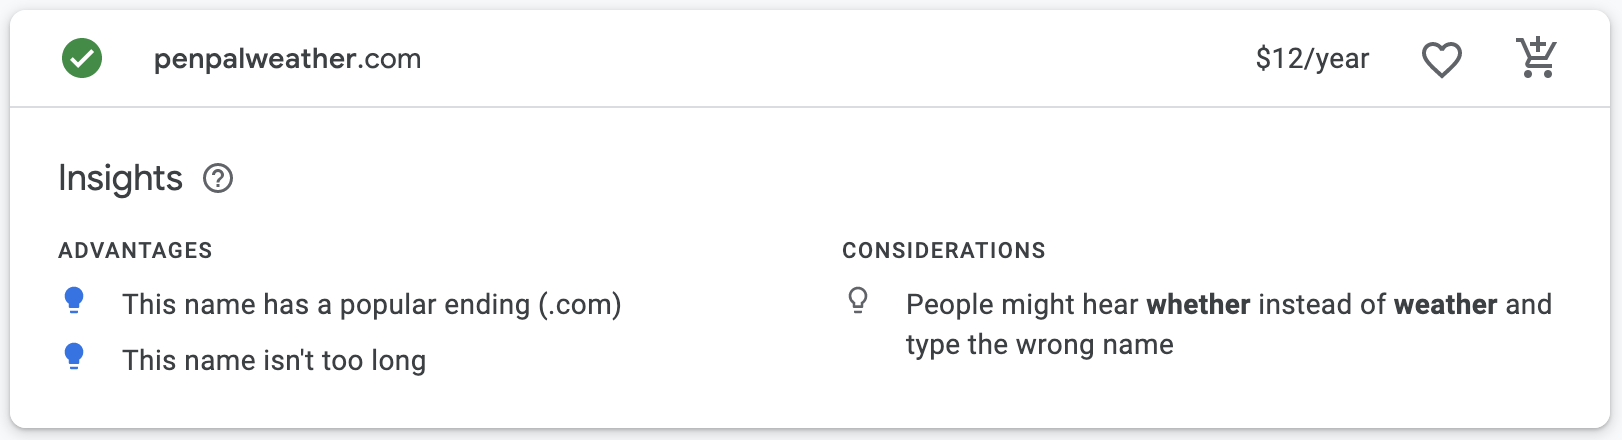 penpalweather.com
$12/year
Insights
ADVANTAGES
This name has a popular ending (.com)
This name isn't too long
CONSIDERATIONS
People might hear whether instead of weather and
type the wrong name